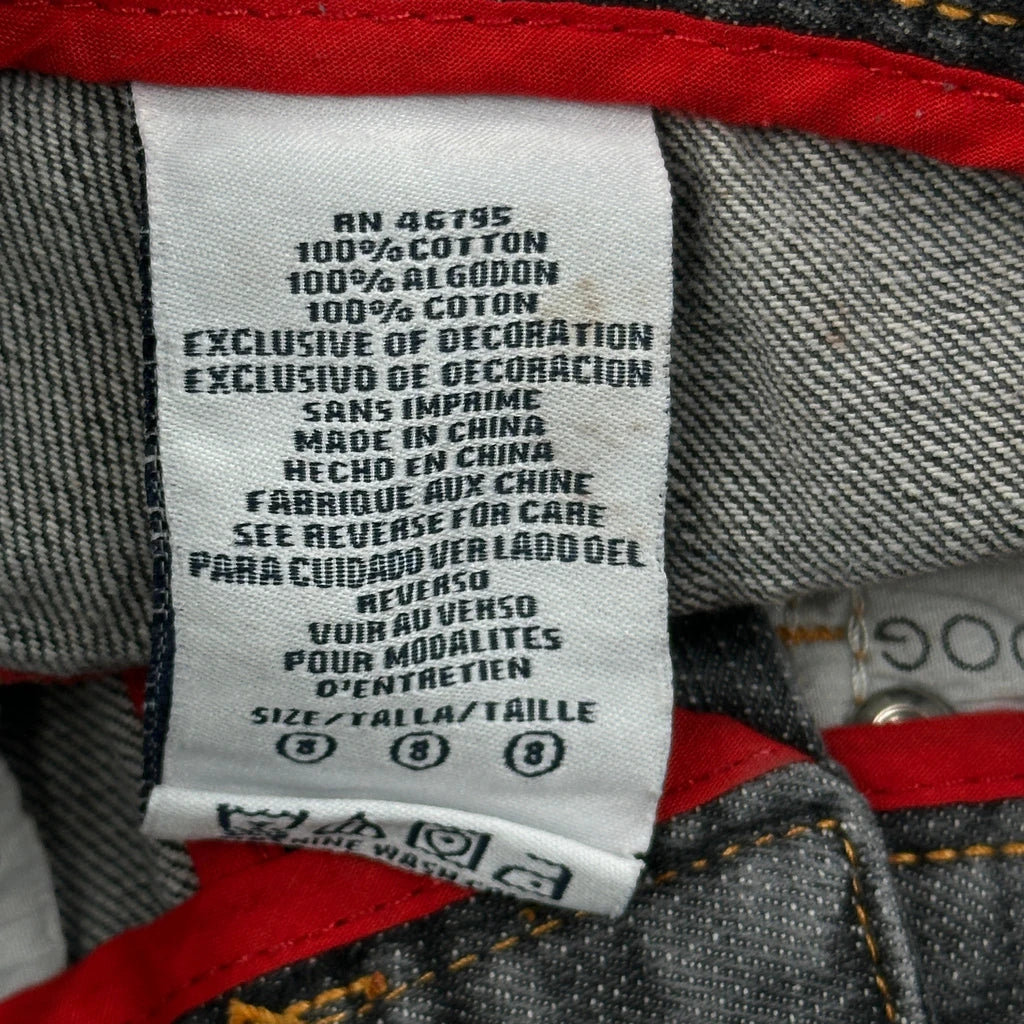 RN 46795
100% COTTON
100% ALGODON
100% COTON
EXCLUSIVE OF DECORATION
EXCLUSIVO DE DECORACION
SANS IMPRIME
MADE IN CHINA
HECHO EN CHINA
FABRIQUE AUX CHINE
SEE REVERSE FOR CARE
PARA CUIDADO VER LADO DEL
REVERSO
VOIR AU VERSO
POUR MODALITES
D'ENTRETIEN
SIZE/TALLA/TAILLE
8 8 8
WASH